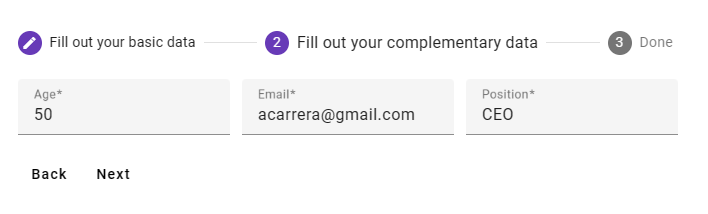 Fill out your basic data 2 Fill out your complementary data 3 Done
Age* Email* Position*
50 acarrera@gmail.com CEO
Back Next